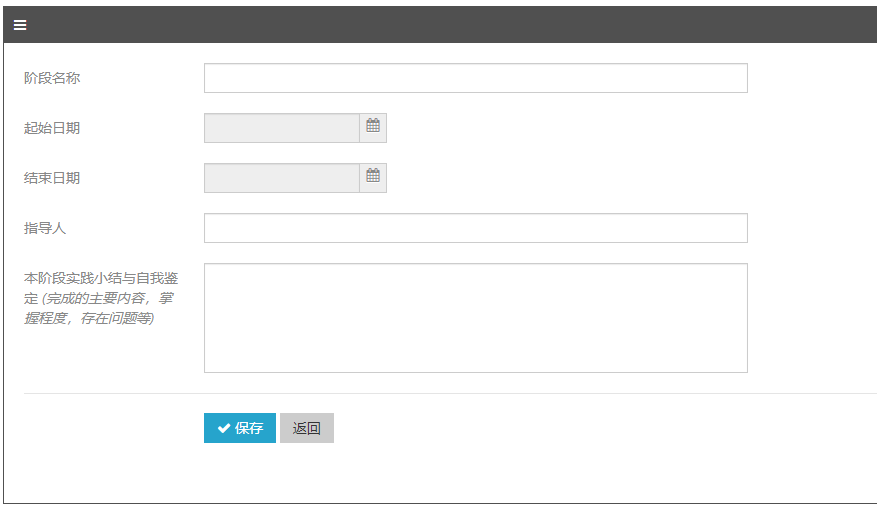 阶段名称
起始日期
结束日期
指导人
本阶段实践小结与自我鉴
定 (完成的主要内容，掌
握程度，存在问题等)
保存 返回